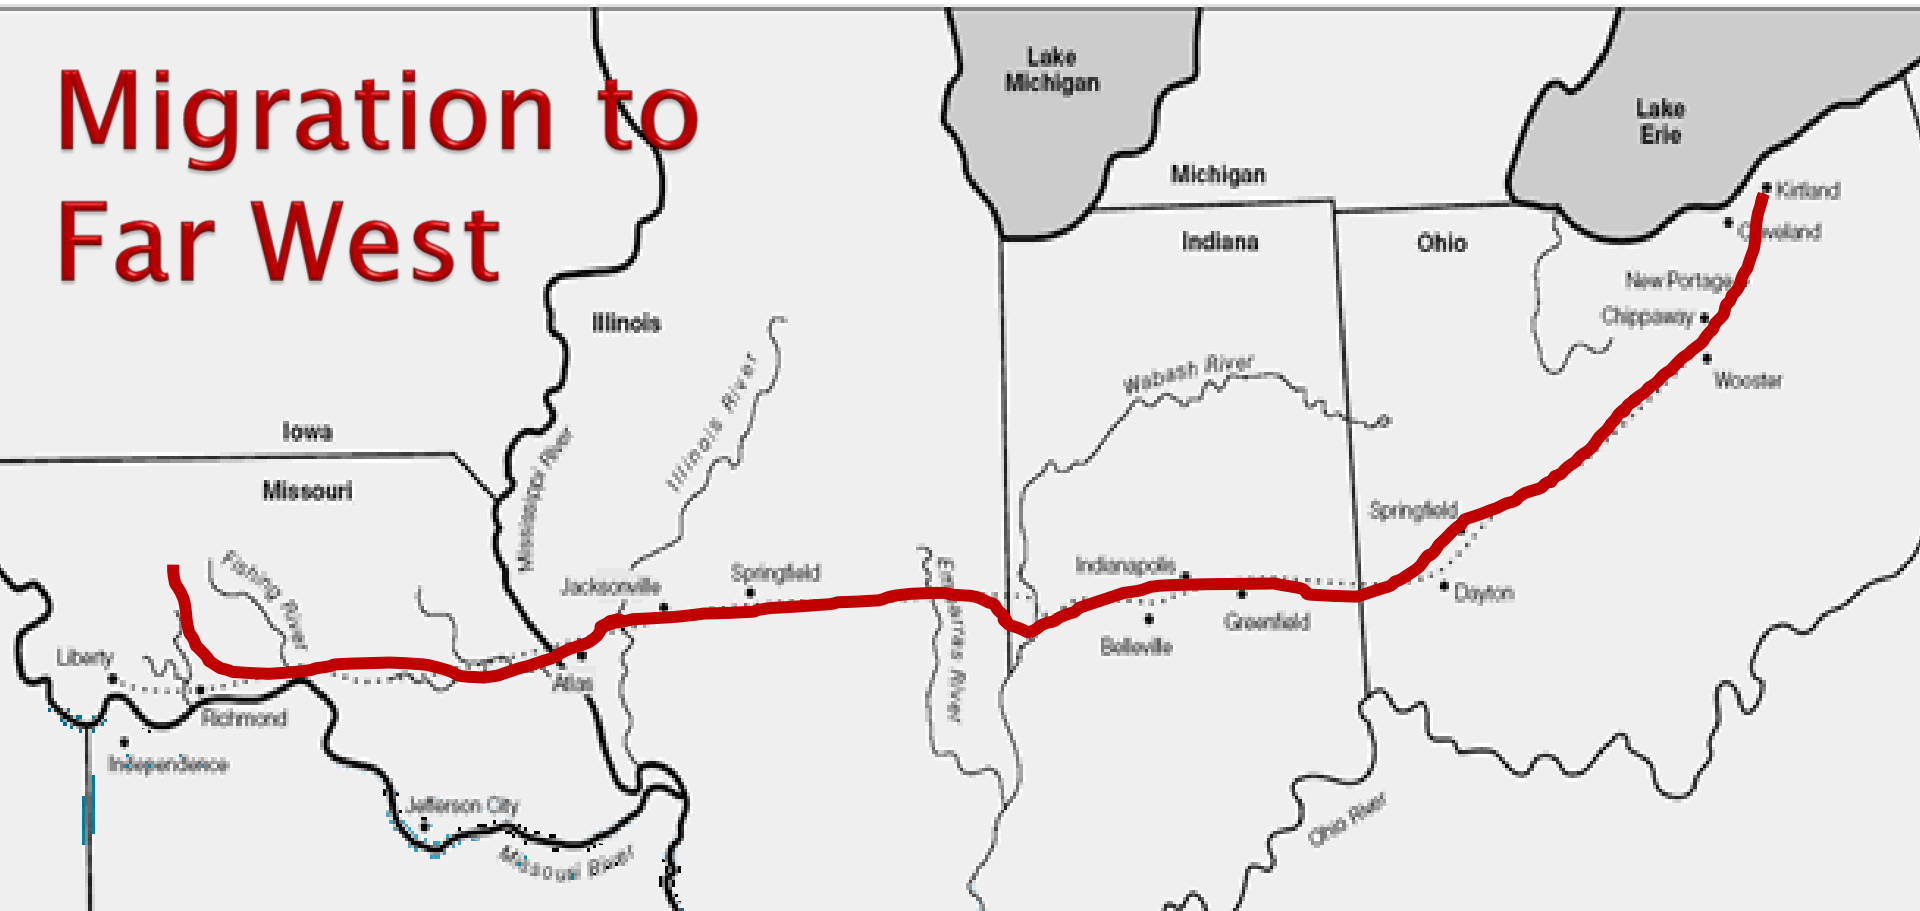 Migration to
Far West
Lake
Michigan
Lake
Erie
Michigan
Kirtland
Cleveland
Indiana
Ohio
New Portage
Chippaway
Wooster
Illinois
Illinois River
Wabash River
Iowa
Missouri
Mississippi River
Springfield
Fishing River
Jacksonville
Springfield
Embarras River
Indianapolis
Dayton
Greenfield
Belleville
Liberty
Atlas
Richmond
Independence
Jefferson City
Missouri River
Ohio River